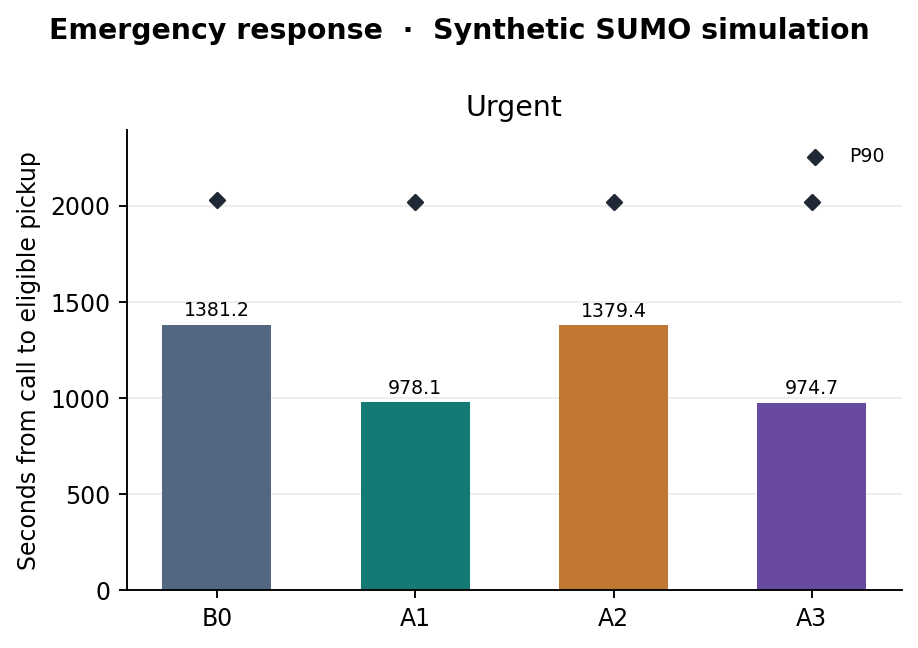 Emergency response · Synthetic SUMO simulation
Urgent
P90
Seconds from call to eligible pickup
2000
1500
1000
500
0
1381.2
978.1
1379.4
974.7
B0
A1
A2
A3